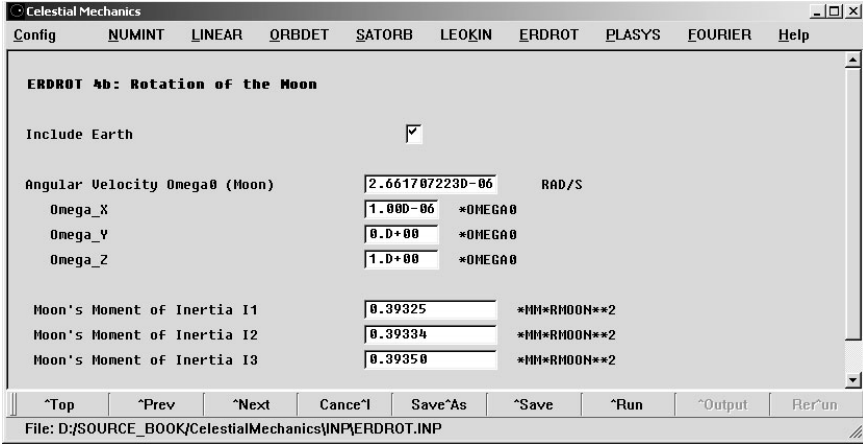 Celestial Mechanics
Config NUMINT LINEAR ORBDET SATORB LEOKIN ERDROT PLASYS FOURIER Help
ERDROT 4b: Rotation of the Moon
Include Earth
Angular Velocity Omega0 (Moon) 2.661707223D-06 RAD/S
Omega_X 1.00D-06 *OMEGA0
Omega_Y 0.D+00 *OMEGA0
Omega_Z 1.D+00 *OMEGA0
Moon's Moment of Inertia I1 0.39325 *MM*RMOON**2
Moon's Moment of Inertia I2 0.39334 *MM*RMOON**2
Moon's Moment of Inertia I3 0.39350 *MM*RMOON**2
^Top ^Prev ^Next Cance^l Save^As ^Save ^Run ^Output Rer^un
File: D:/SOURCE_BOOK/CelestialMechanics\INP\ERDROT.INP